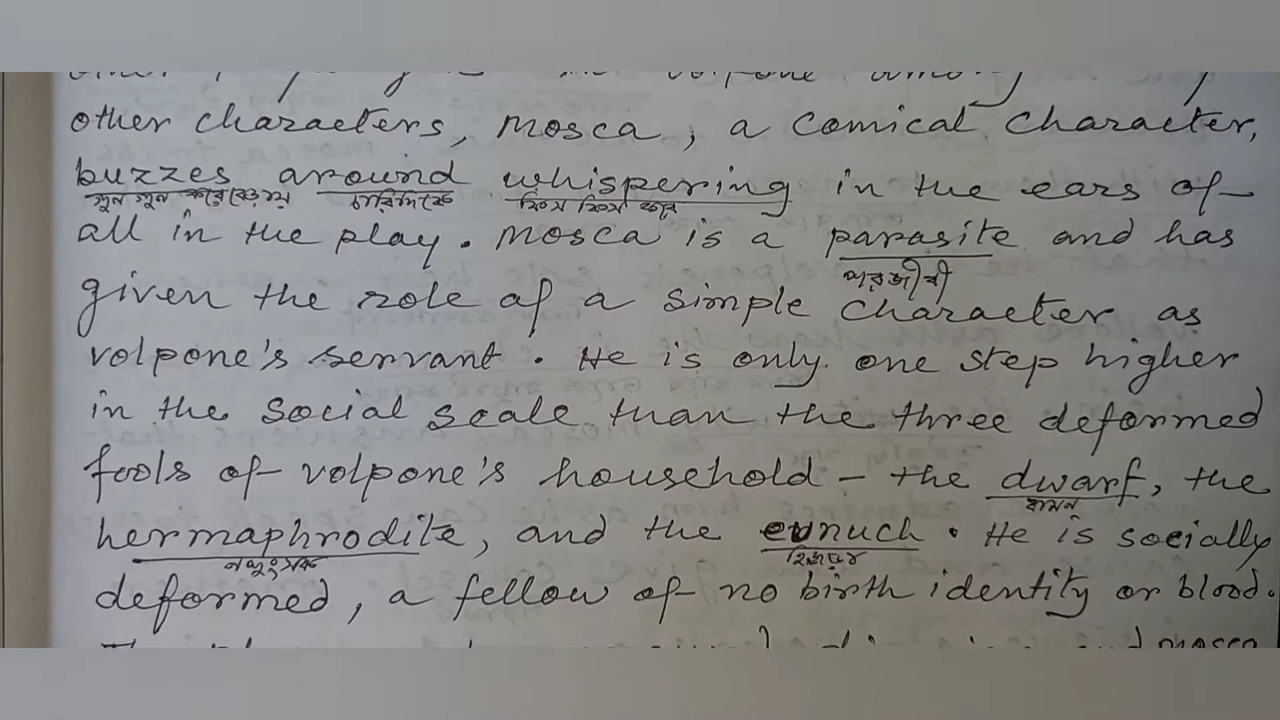 other characters, Mosca, a comical character,
buzzes around whispering in the ears of
গুন গুন করে বেড়ায় চারিদিকে ফিস ফিস করে
all in the play. Mosca is a parasite and has
পরজীবী
given the role of a simple character as
volpone's servant. He is only one step higher
in the social scale than the three deformed
fools of volpone's household - the dwarf, the
বামন
hermaphrodite, and the eunuch. He is socially
নপুংসক হিজড়ে
deformed, a fellow of no birth identity or blood.